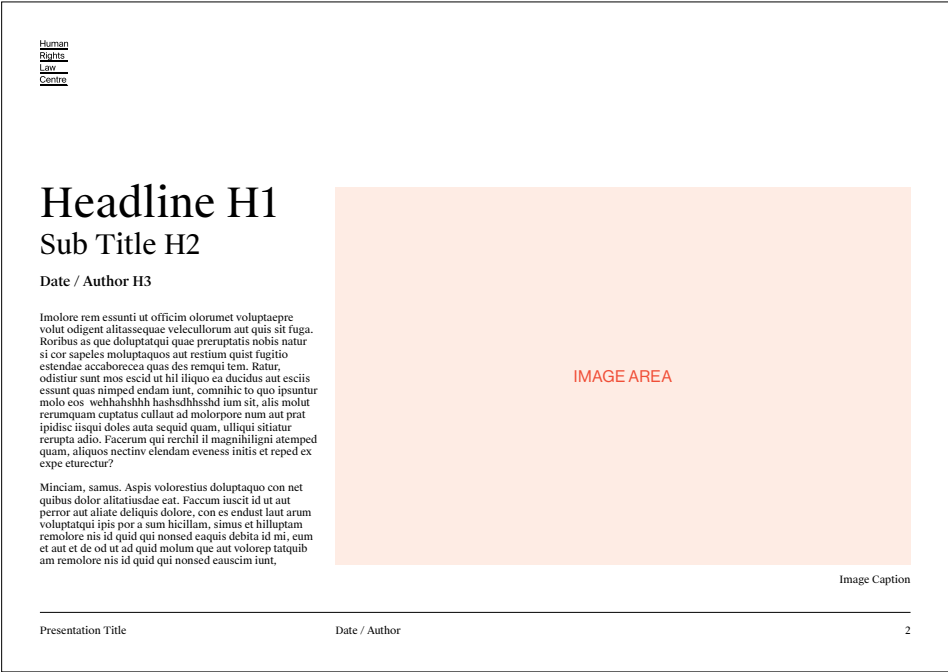 Human
Rights
Law
Centre
Headline H1
Sub Title H2
Date / Author H3
Imolore rem essunti ut officim olorumet voluptaepre
volut odigent alitassequae velecullorum aut quis sit fuga.
Roribus as que doluptatqui quae preruptatis nobis natur
si cor sapeles moluptaquos aut restium quist fugitio
estendae accaborecea quas des remqui tem. Ratur,
odistiur sunt mos escid ut hil iliquo ea ducidus aut esciis
essunt quas nimped endam iunt, comnihic to quo ipsuntur
molo eos  wehhahshhh hashsdhhsshd ium sit, alis molut
rerumquam cuptatus cullaut ad molorpore num aut prat
ipidisc iisqui doles auta sequid quam, ulliqui sitiatur
rerupta adio. Facerum qui rerchil il magnihiligni atemped
quam, aliquos nectinv elendam eveness initis et reped ex
expe eturectur?
Minciam, samus. Aspis volorestius doluptaquo con net
quibus dolor alitatiusdae eat. Faccum iuscit id ut aut
perror aut aliate deliquis dolore, con es endust laut arum
voluptatqui ipis por a sum hicillam, simus et hilluptam
remolore nis id quid qui nonsed eaquis debita id mi, eum
et aut et de od ut ad quid molum que aut volorep tatquib
am remolore nis id quid qui nonsed eauscim iunt,
IMAGE AREA
Image Caption
Presentation Title
Date / Author
2